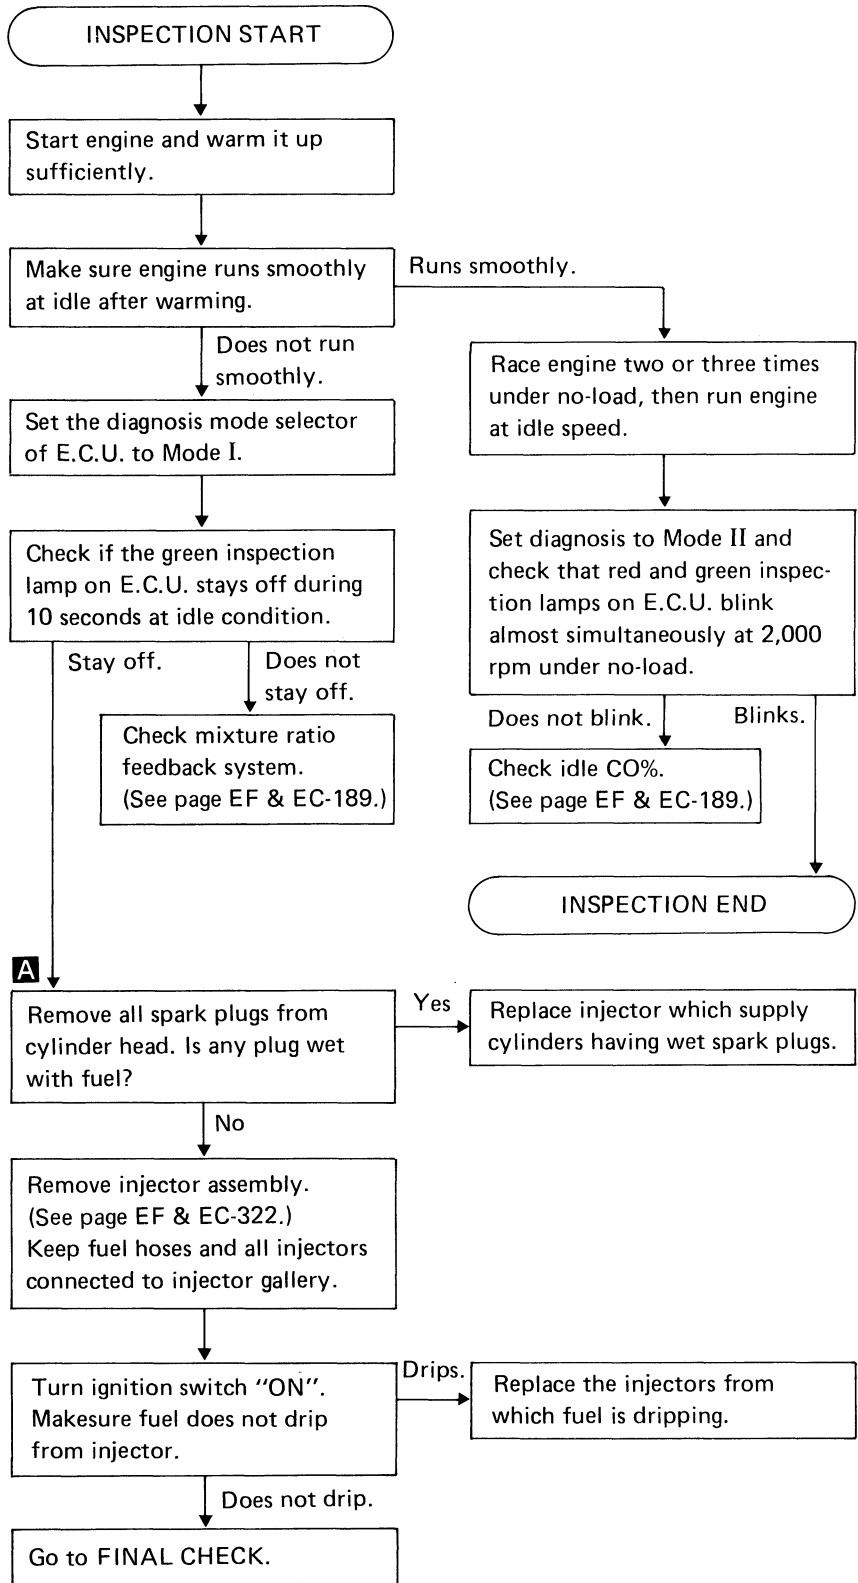 INSPECTION START
Start engine and warm it up
sufficiently.
Make sure engine runs smoothly
at idle after warming.
Runs smoothly.
Does not run
smoothly.
Race engine two or three times
under no-load, then run engine
at idle speed.
Set the diagnosis mode selector
of E.C.U. to Mode I.
Set diagnosis to Mode II and
check that red and green inspec-
tion lamps on E.C.U. blink
almost simultaneously at 2,000
rpm under no-load.
Check if the green inspection
lamp on E.C.U. stays off during
10 seconds at idle condition.
Stay off.
Does not
stay off.
Does not blink.
Blinks.
Check mixture ratio
feedback system.
(See page EF & EC-189.)
Check idle CO%.
(See page EF & EC-189.)
INSPECTION END
A
Remove all spark plugs from
cylinder head. Is any plug wet
with fuel?
Yes
Replace injector which supply
cylinders having wet spark plugs.
No
Remove injector assembly.
(See page EF & EC-322.)
Keep fuel hoses and all injectors
connected to injector gallery.
Turn ignition switch "ON".
Makesure fuel does not drip
from injector.
Drips.
Replace the injectors from
which fuel is dripping.
Does not drip.
Go to FINAL CHECK.